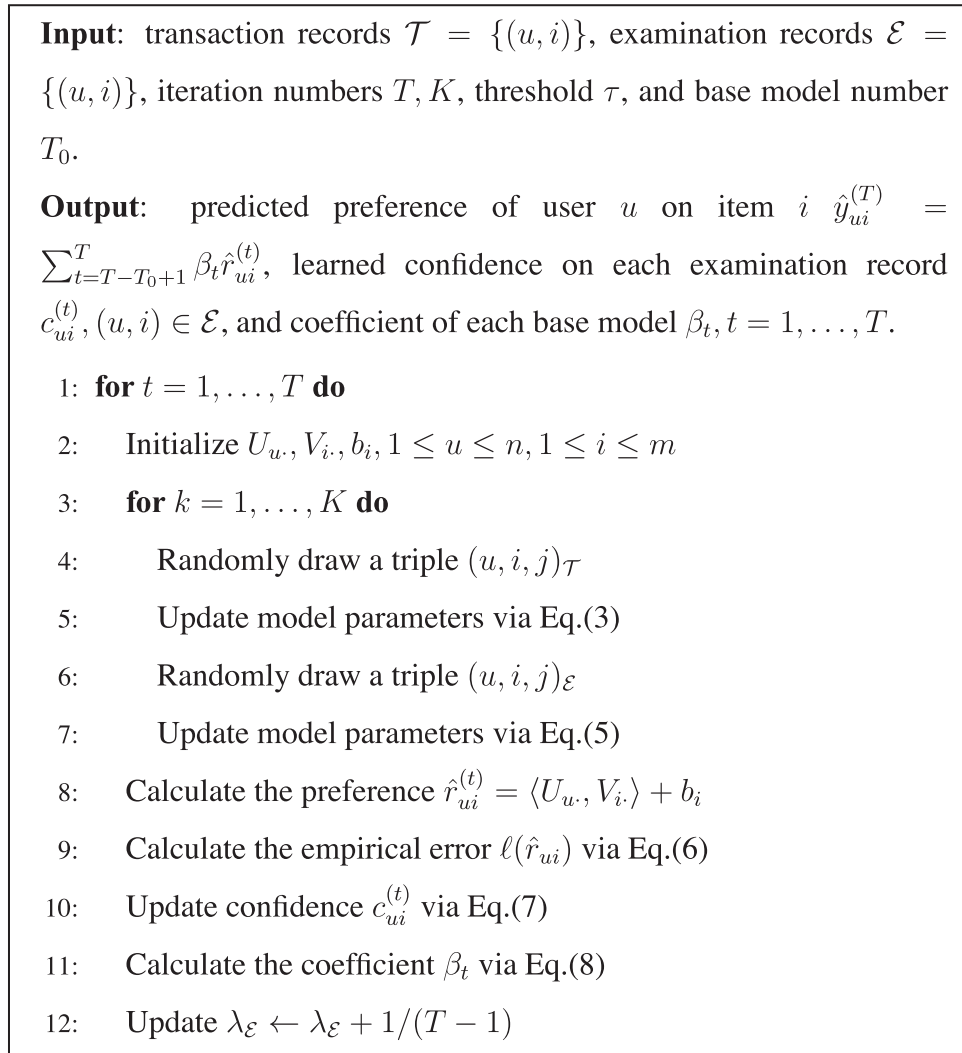 Input: transaction records 𝒯 = {(u, i)}, examination records ℰ =
{(u, i)}, iteration numbers T, K, threshold τ, and base model number
T₀.
Output: predicted preference of user u on item i ŷ_{ui}^{(T)} =
∑_{t=T−T₀+1}^{T} β_t r̂_{ui}^{(t)}, learned confidence on each examination record
c_{ui}^{(t)}, (u, i) ∈ ℰ, and coefficient of each base model β_t, t = 1, . . . , T.
1: for t = 1, . . . , T do
2: Initialize U_{u·}, V_{i·}, b_i, 1 ≤ u ≤ n, 1 ≤ i ≤ m
3: for k = 1, . . . , K do
4: Randomly draw a triple (u, i, j)_𝒯
5: Update model parameters via Eq.(3)
6: Randomly draw a triple (u, i, j)_ℰ
7: Update model parameters via Eq.(5)
8: Calculate the preference r̂_{ui}^{(t)} = ⟨U_{u·}, V_{i·}⟩ + b_i
9: Calculate the empirical error ℓ(r̂_{ui}) via Eq.(6)
10: Update confidence c_{ui}^{(t)} via Eq.(7)
11: Calculate the coefficient β_t via Eq.(8)
12: Update λ_ℰ ← λ_ℰ + 1/(T − 1)